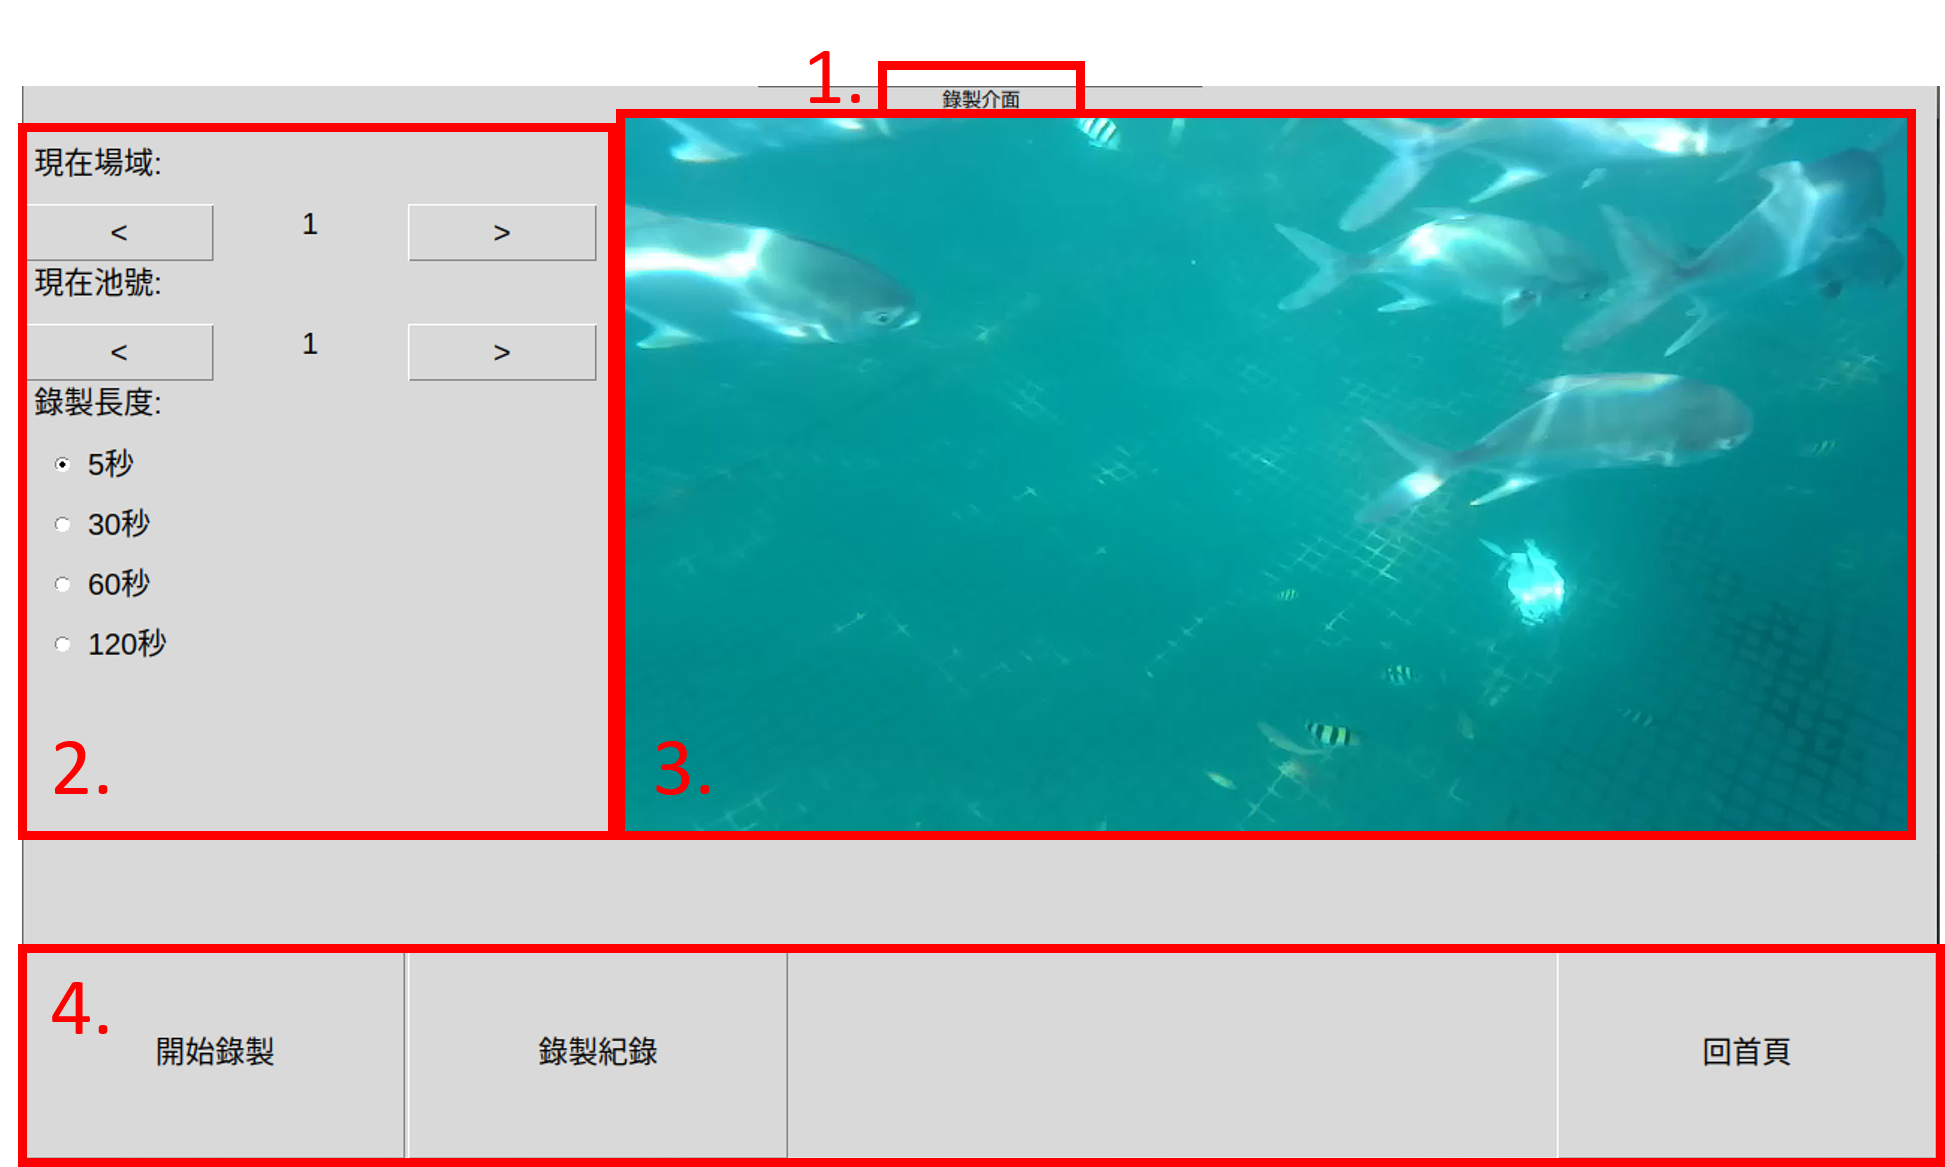 1.
錄製介面
現在場域:
< 1 >
現在池號:
< 1 >
錄製長度:
5秒
30秒
60秒
120秒
2.
3.
4.
開始錄製 錄製紀錄 回首頁